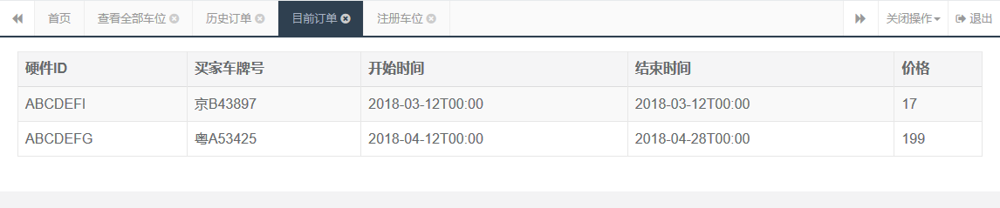 首页 查看全部车位 历史订单 目前订单 注册车位 关闭操作 退出
硬件ID 买家车牌号 开始时间 结束时间 价格
ABCDEFI 京B43897 2018-03-12T00:00 2018-03-12T00:00 17
ABCDEFG 粤A53425 2018-04-12T00:00 2018-04-28T00:00 199